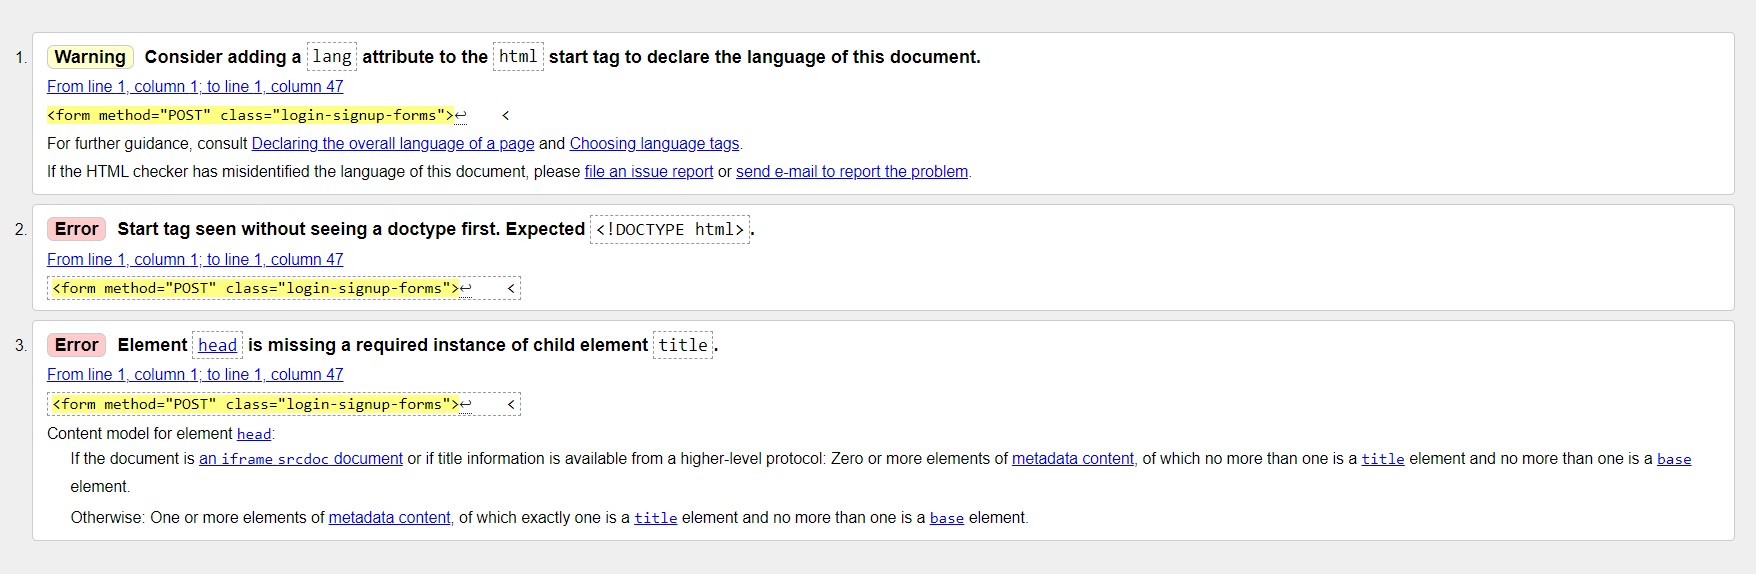 1. Warning Consider adding a lang attribute to the html start tag to declare the language of this document.
From line 1, column 1; to line 1, column 47
<form method="POST" class="login-signup-forms">↩    <
For further guidance, consult Declaring the overall language of a page and Choosing language tags.
If the HTML checker has misidentified the language of this document, please file an issue report or send e-mail to report the problem.
2. Error Start tag seen without seeing a doctype first. Expected <!DOCTYPE html>.
From line 1, column 1; to line 1, column 47
<form method="POST" class="login-signup-forms">↩    <
3. Error Element head is missing a required instance of child element title.
From line 1, column 1; to line 1, column 47
<form method="POST" class="login-signup-forms">↩    <
Content model for element head:
If the document is an iframe srcdoc document or if title information is available from a higher-level protocol: Zero or more elements of metadata content, of which no more than one is a title element and no more than one is a base
element.
Otherwise: One or more elements of metadata content, of which exactly one is a title element and no more than one is a base element.